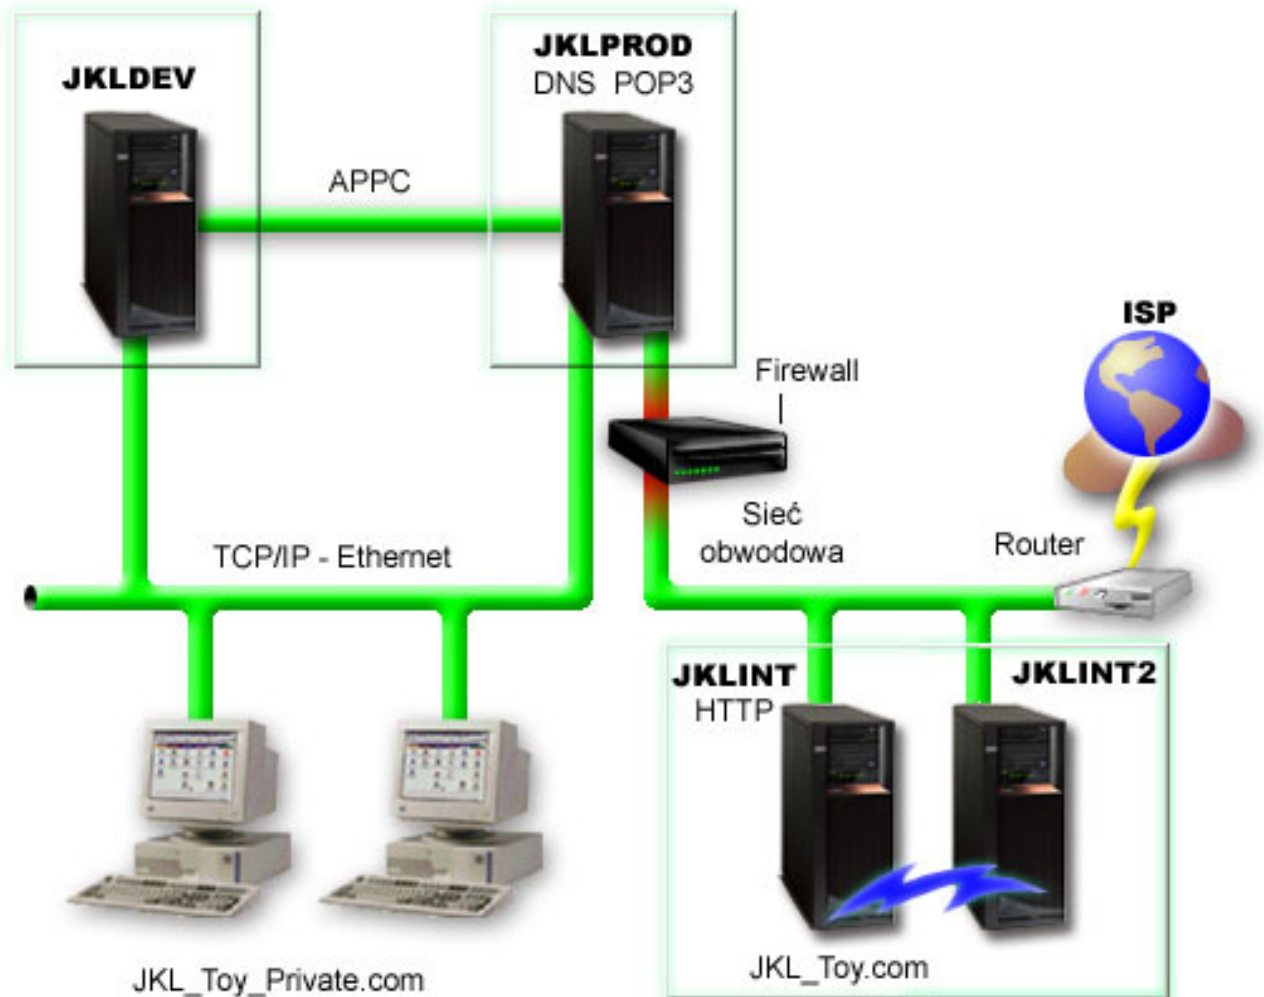 JKLDEV
JKLPROD
DNS POP3
APPC
ISP
Firewall
Sieć
obwodowa
Router
TCP/IP - Ethernet
JKLINT
HTTP
JKLINT2
JKL_Toy_Private.com
JKL_Toy.com